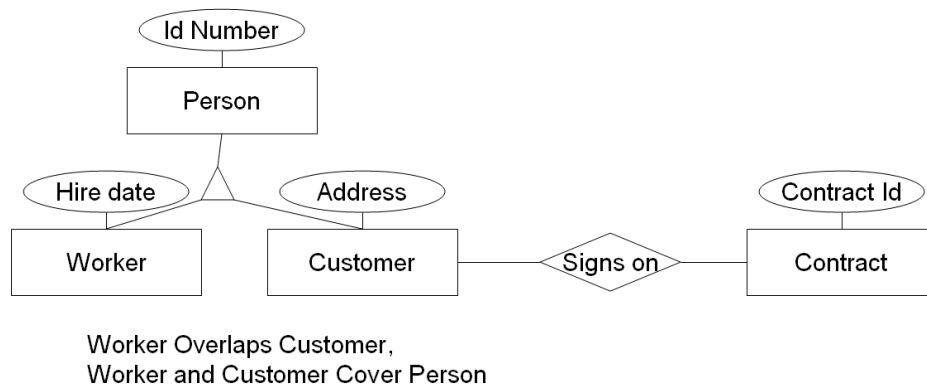 Id Number
Person
Hire date
Address
Contract Id
Worker
Customer
Signs on
Contract
Worker Overlaps Customer,
Worker and Customer Cover Person